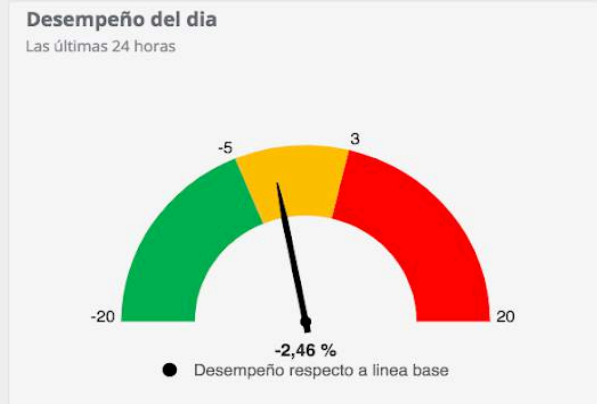 Desempeño del dia
Las últimas 24 horas
-5
3
-20
20
-2,46 %
Desempeño respecto a linea base